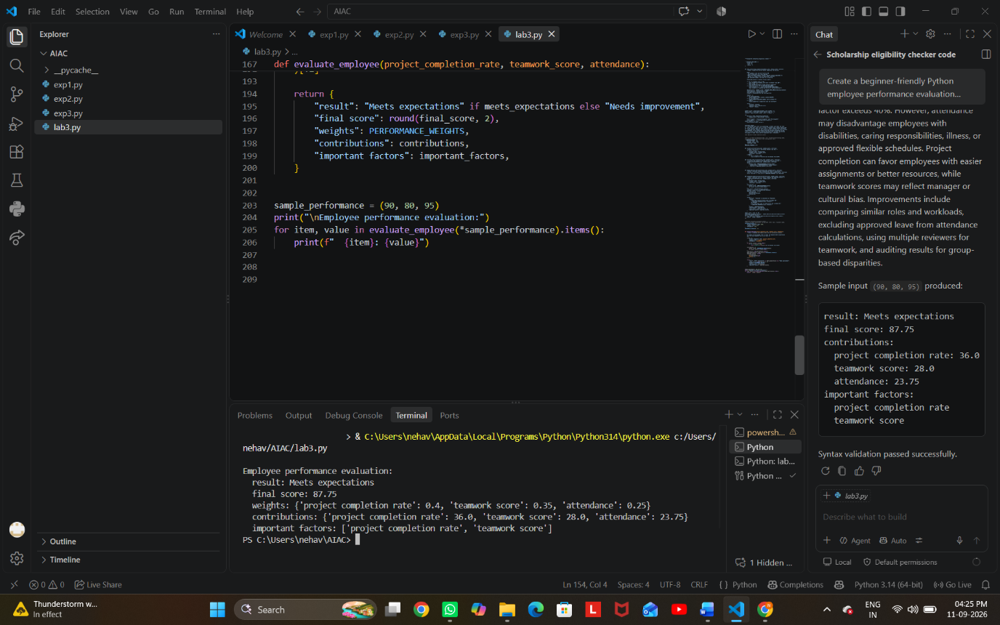 File Edit Selection View Go Run Terminal Help
AIAC
Explorer
AIAC
__pycache__
exp1.py
exp2.py
exp3.py
lab3.py
Outline
Timeline
Welcome exp1.py exp2.py exp3.py lab3.py
lab3.py > ...
167 def evaluate_employee(project_completion_rate, teamwork_score, attendance):
193
194 return {
195 "result": "Meets expectations" if meets_expectations else "Needs improvement",
196 "final score": round(final_score, 2),
197 "weights": PERFORMANCE_WEIGHTS,
198 "contributions": contributions,
199 "important factors": important_factors,
200 }
201
202
203 sample_performance = (90, 80, 95)
204 print("\nEmployee performance evaluation:")
205 for item, value in evaluate_employee(*sample_performance).items():
206 print(f"  {item}: {value}")
207
208
209
Problems Output Debug Console Terminal Ports
> & C:\Users\nehav\AppData\Local\Programs\Python\Python314\python.exe c:/Users/
nehav/AIAC/lab3.py
Employee performance evaluation:
result: Meets expectations
final score: 87.75
weights: {'project completion rate': 0.4, 'teamwork score': 0.35, 'attendance': 0.25}
contributions: {'project completion rate': 36.0, 'teamwork score': 28.0, 'attendance': 23.75}
important factors: ['project completion rate', 'teamwork score']
PS C:\Users\nehav\AIAC>
powersh...
Python
Python: lab...
Python ...
1 Hidden ...
Chat
Scholarship eligibility checker code
Create a beginner-friendly Python
employee performance evaluation...
factor exceeds 40%. However, attendance
may disadvantage employees with
disabilities, caring responsibilities, illness, or
approved flexible schedules. Project
completion can favor employees with easier
assignments or better resources, while
teamwork scores may reflect manager or
cultural bias. Improvements include
comparing similar roles and workloads,
excluding approved leave from attendance
calculations, using multiple reviewers for
teamwork, and auditing results for group-
based disparities.
Sample input (90, 80, 95) produced:
result: Meets expectations
final score: 87.75
contributions:
project completion rate: 36.0
teamwork score: 28.0
attendance: 23.75
important factors:
project completion rate
teamwork score
Syntax validation passed successfully.
lab3.py
Describe what to build
Agent Auto
Local Default permissions
0 0 Live Share
Ln 154, Col 4 Spaces: 4 UTF-8 CRLF { } Python Completions Python 3.14 (64-bit) Go Live
Thunderstorm w...
In effect
Search
ENG
IN
04:25 PM
11-09-2026